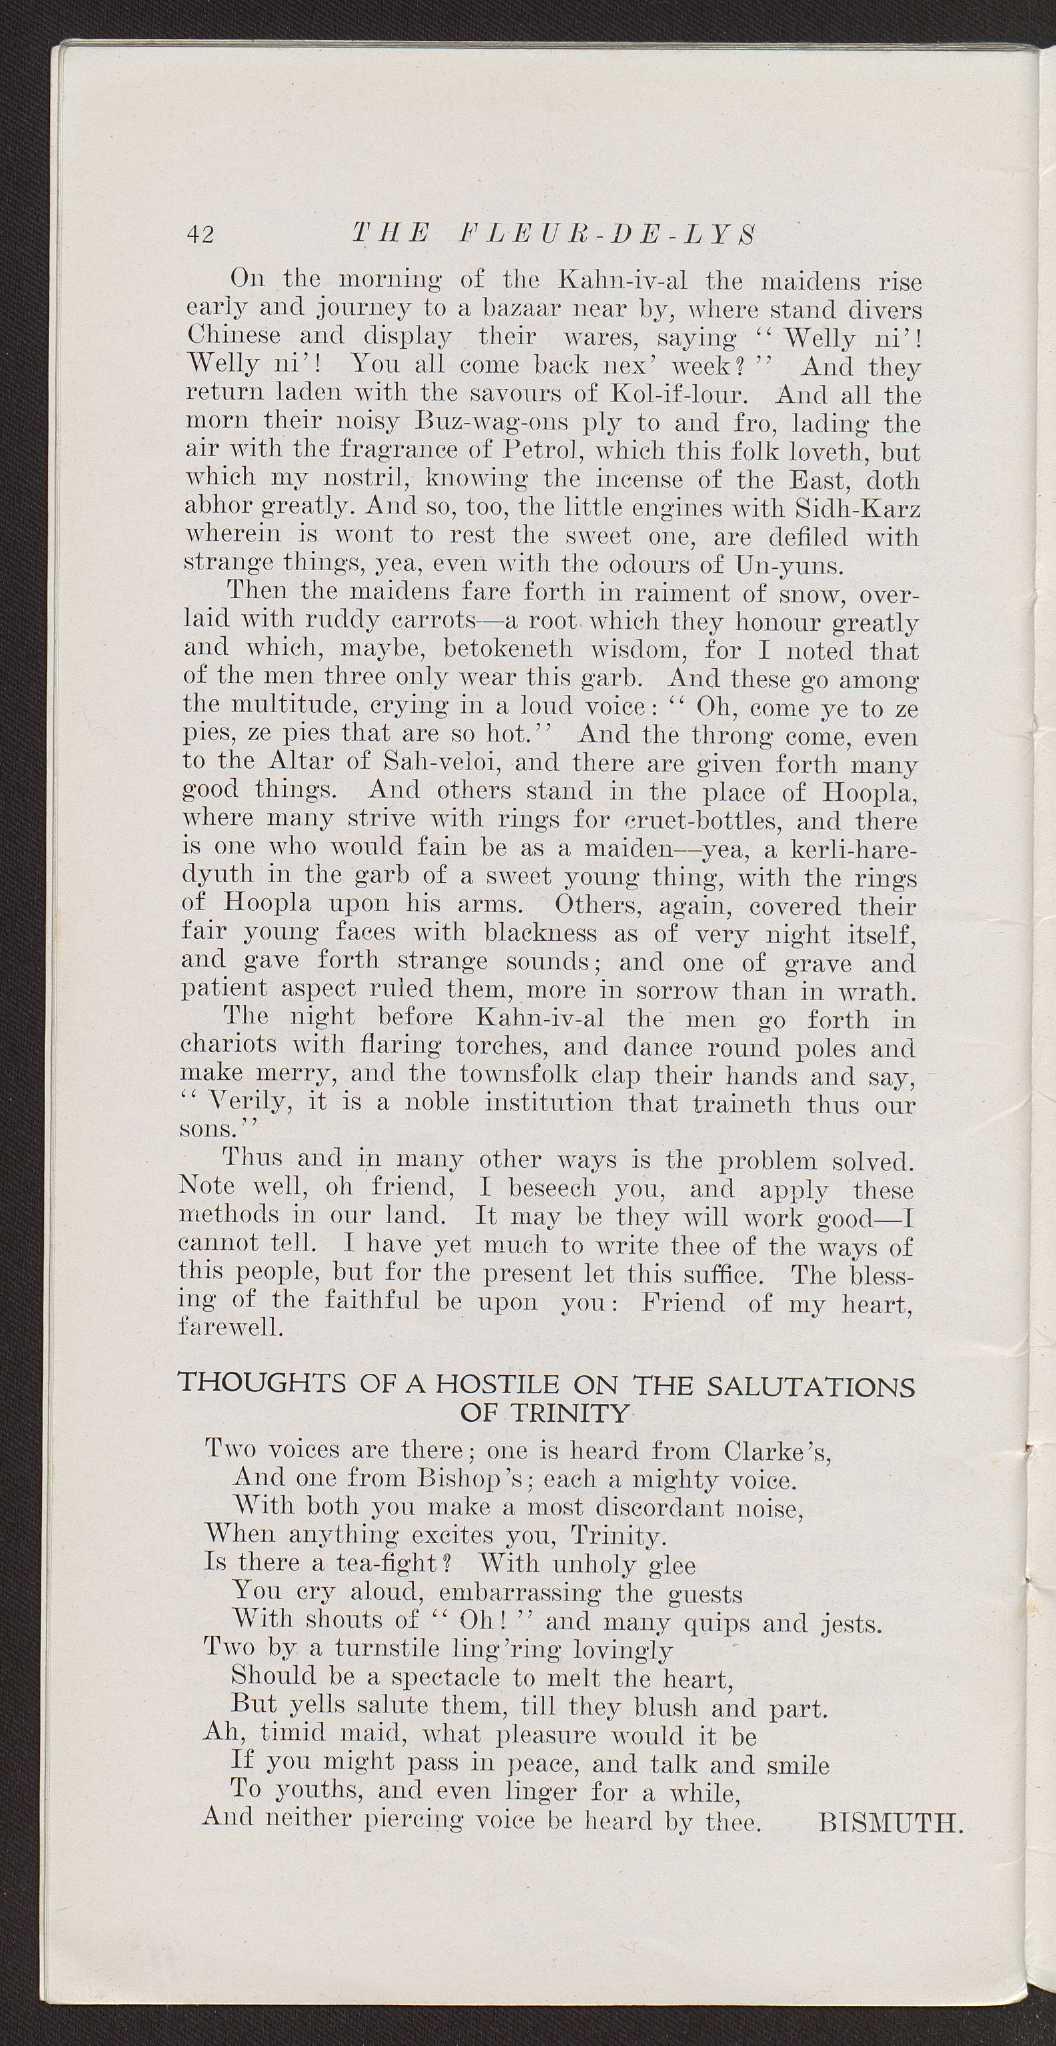 42 THE FLEUR-DE-LYS
On the morning of the Kahn-iv-al the maidens rise
early and journey to a bazaar near by, where stand divers
Chinese and display their wares, saying “ Welly ni’!
Welly ni’! You all come back nex’ week? ” And they
return laden with the savours of Kol-if-lour. And all the
morn their noisy Buz-wag-ons ply to and fro, lading the
air with the fragrance of Petrol, which this folk loveth, but
which my nostril, knowing the incense of the East, doth
abhor greatly. And so, too, the little engines with Sidh-Karz
wherein is wont to rest the sweet one, are defiled with
strange things, yea, even with the odours of Un-yuns.
Then the maidens fare forth in raiment of snow, over-
laid with ruddy carrots—a root which they honour greatly
and which, maybe, betokeneth wisdom, for I noted that
of the men three only wear this garb. And these go among
the multitude, crying in a loud voice: “ Oh, come ye to ze
pies, ze pies that are so hot.” And the throng come, even
to the Altar of Sah-veloi, and there are given forth many
good things. And others stand in the place of Hoopla,
where many strive with rings for cruet-bottles, and there
is one who would fain be as a maiden—yea, a kerli-hare-
dyuth in the garb of a sweet young thing, with the rings
of Hoopla upon his arms. Others, again, covered their
fair young faces with blackness as of very night itself,
and gave forth strange sounds; and one of grave and
patient aspect ruled them, more in sorrow than in wrath.
The night before Kahn-iv-al the men go forth in
chariots with flaring torches, and dance round poles and
make merry, and the townsfolk clap their hands and say,
“ Verily, it is a noble institution that traineth thus our
sons.”
Thus and in many other ways is the problem solved.
Note well, oh friend, I beseech you, and apply these
methods in our land. It may be they will work good—I
cannot tell. I have yet much to write thee of the ways of
this people, but for the present let this suffice. The bless-
ing of the faithful be upon you: Friend of my heart,
farewell.
THOUGHTS OF A HOSTILE ON THE SALUTATIONS
OF TRINITY
Two voices are there; one is heard from Clarke’s,
And one from Bishop’s; each a mighty voice.
With both you make a most discordant noise,
When anything excites you, Trinity.
Is there a tea-fight? With unholy glee
You cry aloud, embarrassing the guests
With shouts of “ Oh! ” and many quips and jests.
Two by a turnstile ling’ring lovingly
Should be a spectacle to melt the heart,
But yells salute them, till they blush and part.
Ah, timid maid, what pleasure would it be
If you might pass in peace, and talk and smile
To youths, and even linger for a while,
And neither piercing voice be heard by thee. BISMUTH.